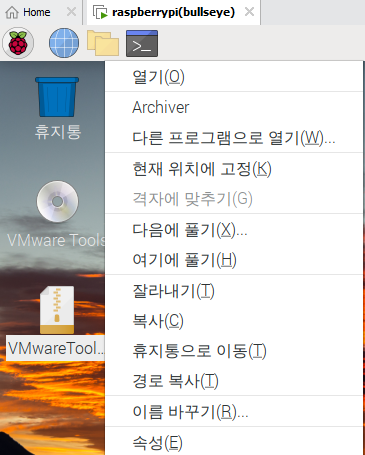 Home
raspberrypi(bullseye)
휴지통
VMware Tools
VMwareTool...
열기(O)
Archiver
다른 프로그램으로 열기(W)...
현재 위치에 고정(K)
격자에 맞추기(G)
다음에 풀기(X)...
여기에 풀기(H)
잘라내기(T)
복사(C)
휴지통으로 이동(T)
경로 복사(T)
이름 바꾸기(R)...
속성(E)